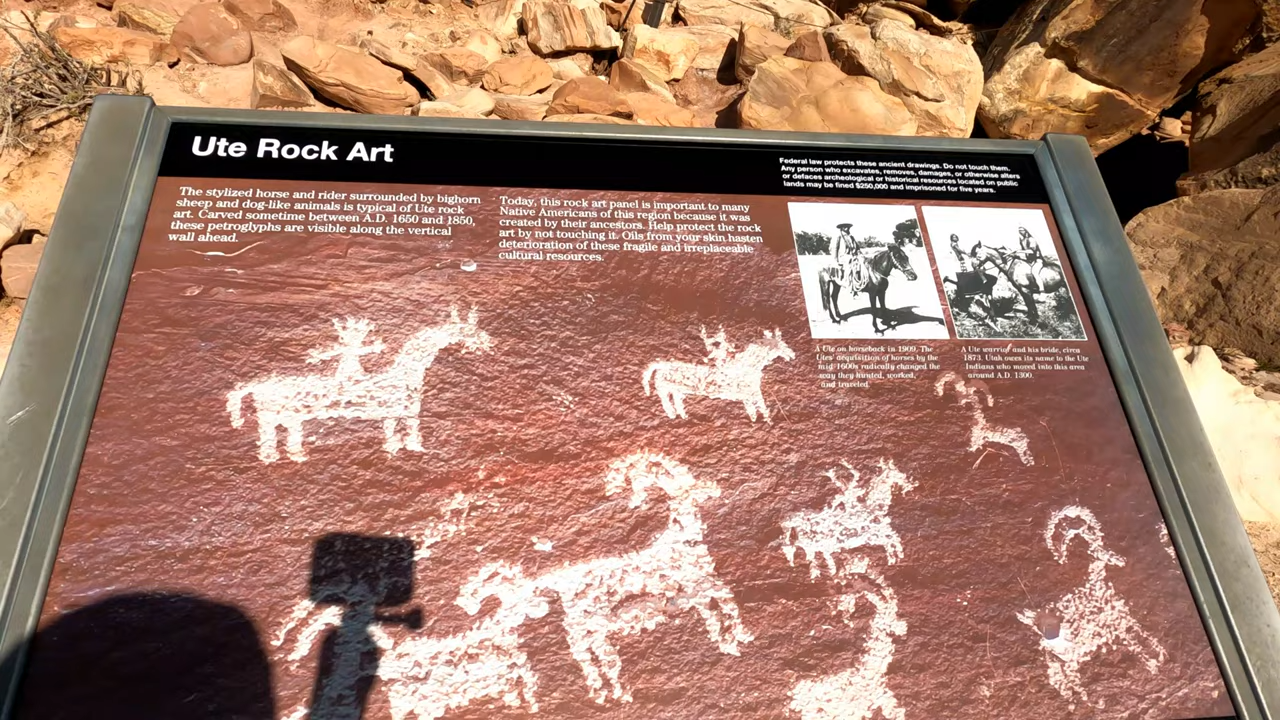 Ute Rock Art
Federal law protects these ancient drawings. Do not touch them.
Any person who excavates, removes, damages, or otherwise alters
or defaces archeological or historical resources located on public
lands may be fined $250,000 and imprisoned for five years.
The stylized horse and rider surrounded by bighorn
sheep and dog-like animals is typical of Ute rock
art. Carved sometime between A.D. 1650 and 1850,
these petroglyphs are visible along the vertical
wall ahead.
Today, this rock art panel is important to many
Native Americans of this region because it was
created by their ancestors. Help protect the rock
art by not touching it. Oils from your skin hasten
deterioration of these fragile and irreplaceable
cultural resources.
A Ute on horseback in 1909. The
Utes' acquisition of horses by the
mid 1600s radically changed the
way they hunted, worked,
and traveled.
A Ute warrior and his bride, circa
1873. Utah owes its name to the Ute
Indians who moved into this area
around A.D. 1300.